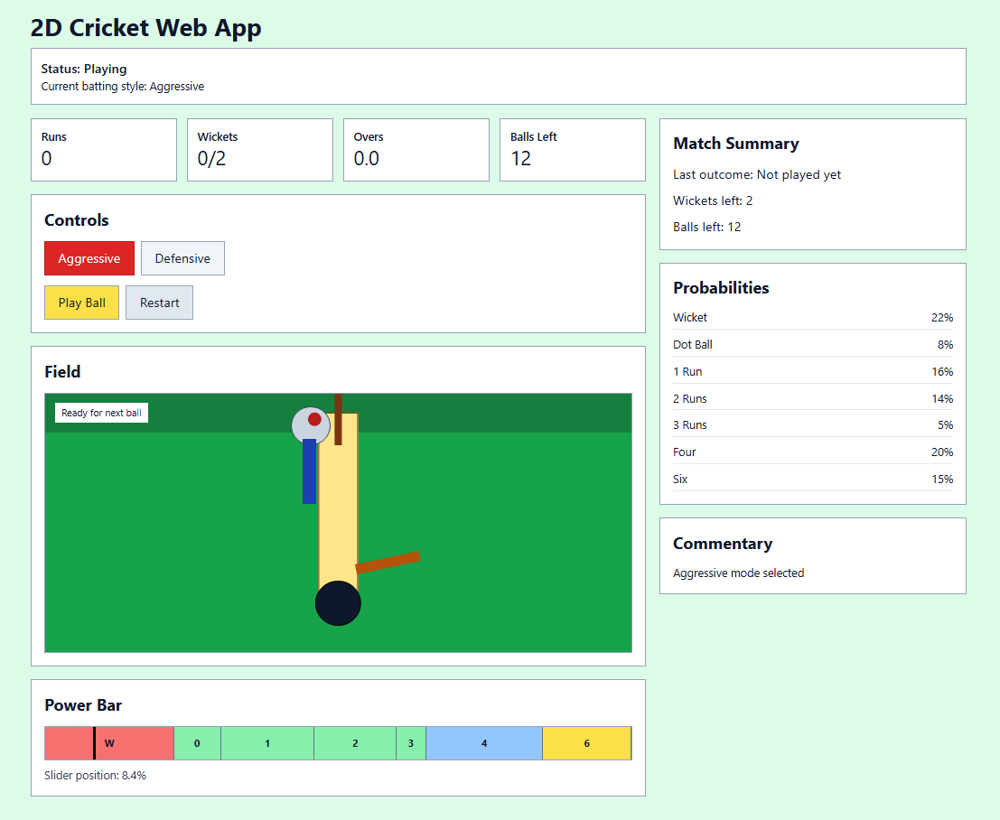 2D Cricket Web App
Status: Playing
Current batting style: Aggressive
Runs
0
Wickets
0/2
Overs
0.0
Balls Left
12
Controls
Aggressive
Defensive
Play Ball
Restart
Field
Ready for next ball
Power Bar
W
0
1
2
3
4
6
Slider position: 8.4%
Match Summary
Last outcome: Not played yet
Wickets left: 2
Balls left: 12
Probabilities
Wicket 22%
Dot Ball 8%
1 Run 16%
2 Runs 14%
3 Runs 5%
Four 20%
Six 15%
Commentary
Aggressive mode selected